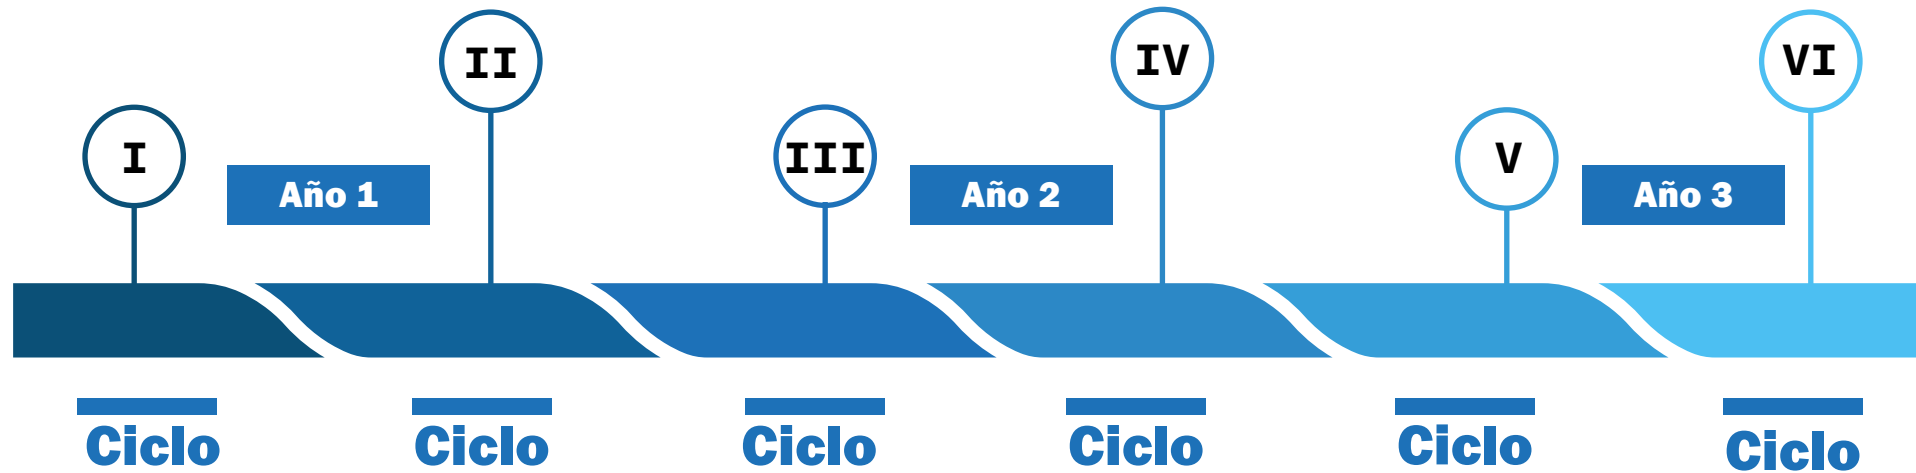 II
IV
VI
I
III
V
Año 1
Año 2
Año 3
Ciclo
Ciclo
Ciclo
Ciclo
Ciclo
Ciclo